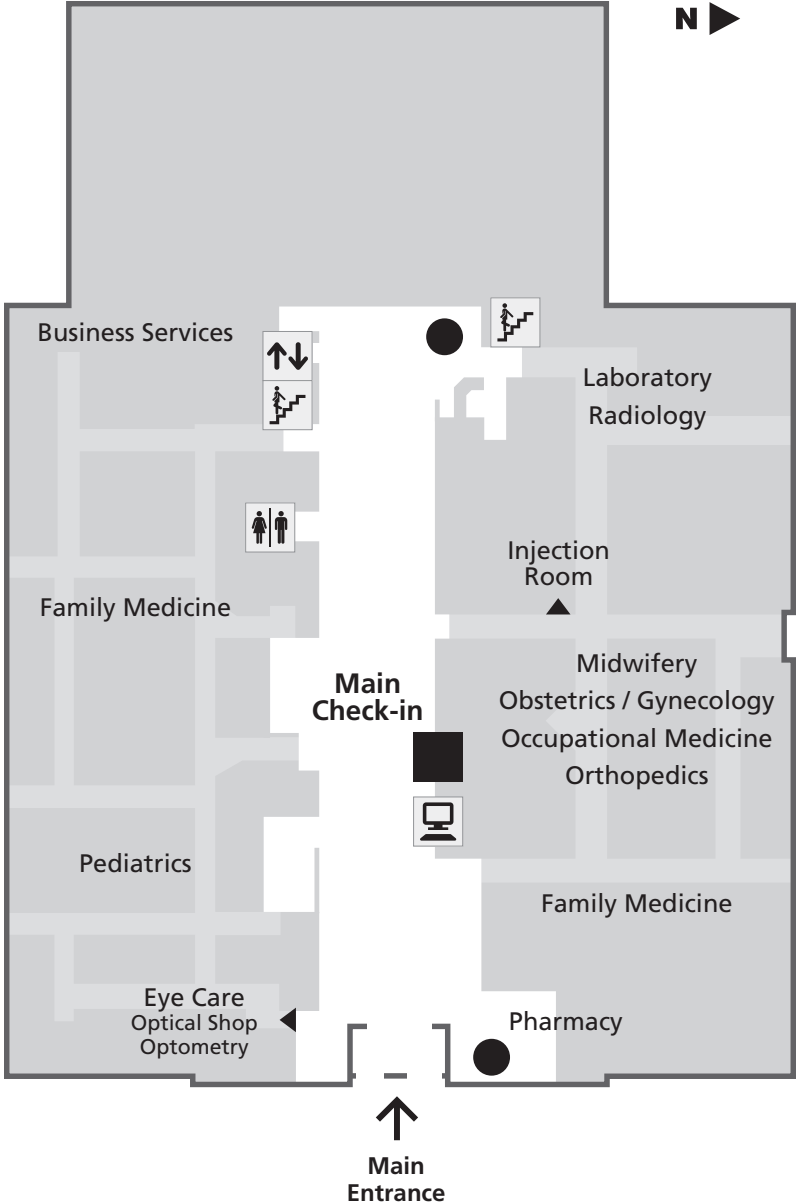 N
Business Services
Laboratory
Radiology
Injection
Room
Family Medicine
Midwifery
Main
Check-in
Obstetrics / Gynecology
Occupational Medicine
Orthopedics
Pediatrics
Family Medicine
Eye Care
Optical Shop
Optometry
Pharmacy
Main
Entrance